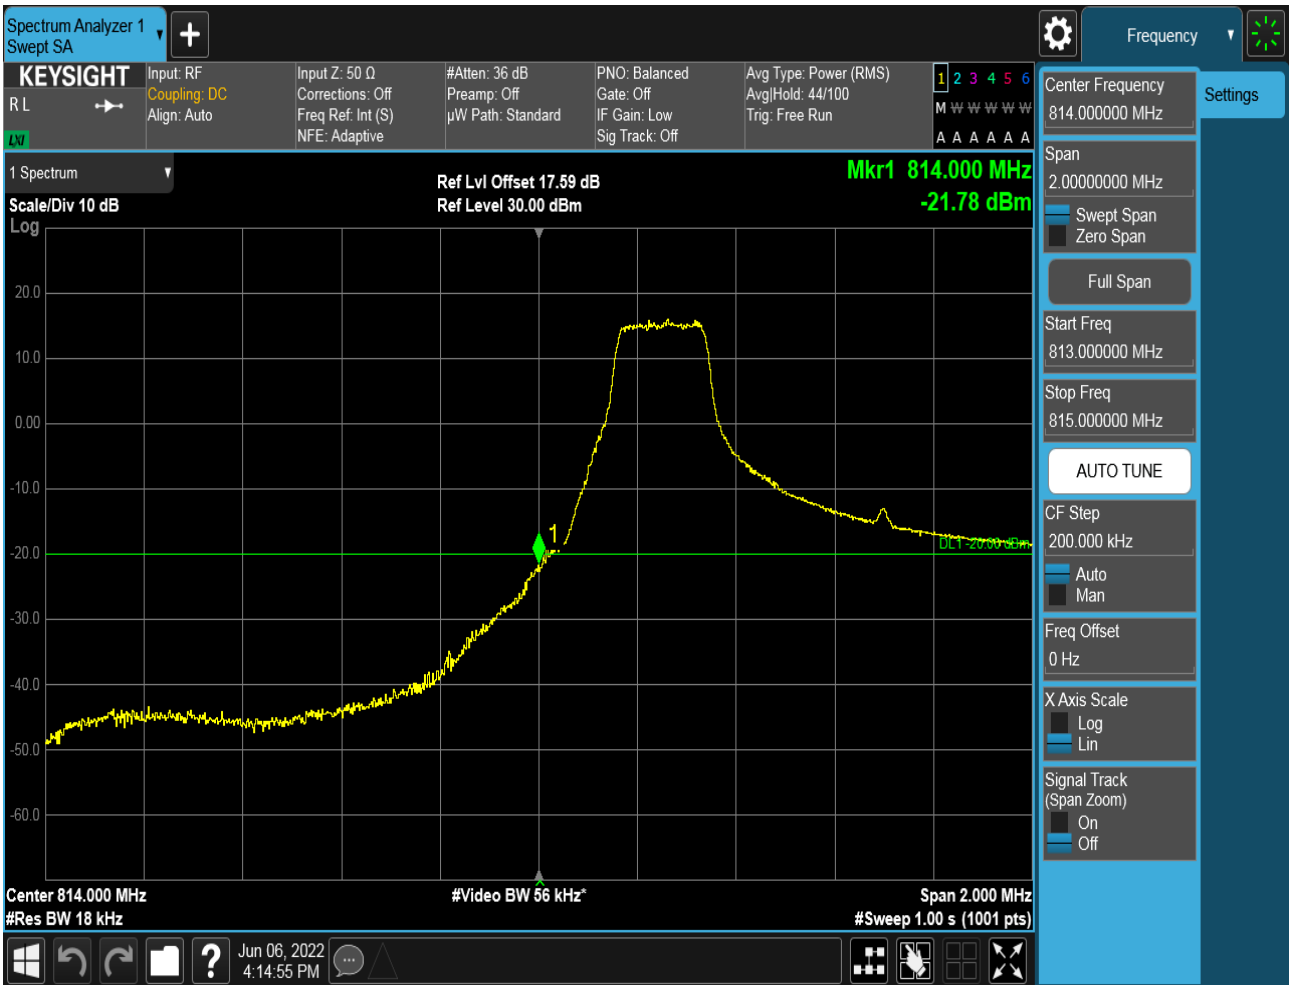 Spectrum Analyzer 1
Swept SA
+
Frequency
KEYSIGHT
R L
LXI
Input: RF
Coupling: DC
Align: Auto
Input Z: 50 Ω
Corrections: Off
Freq Ref: Int (S)
NFE: Adaptive
#Atten: 36 dB
Preamp: Off
µW Path: Standard
PNO: Balanced
Gate: Off
IF Gain: Low
Sig Track: Off
Avg Type: Power (RMS)
Avg|Hold: 44/100
Trig: Free Run
1 2 3 4 5 6
M W W W W W
A A A A A A
1 Spectrum
Scale/Div 10 dB
Log
Ref Lvl Offset 17.59 dB
Ref Level 30.00 dBm
Mkr1 814.000 MHz
-21.78 dBm
20.0
10.0
0.00
-10.0
-20.0
-30.0
-40.0
-50.0
-60.0
1
DL1 -20.00 dBm
Center 814.000 MHz
#Res BW 18 kHz
#Video BW 56 kHz*
Span 2.000 MHz
#Sweep 1.00 s (1001 pts)
Center Frequency
814.000000 MHz
Span
2.00000000 MHz
Swept Span
Zero Span
Full Span
Start Freq
813.000000 MHz
Stop Freq
815.000000 MHz
AUTO TUNE
CF Step
200.000 kHz
Auto
Man
Freq Offset
0 Hz
X Axis Scale
Log
Lin
Signal Track
(Span Zoom)
On
Off
Settings
?
Jun 06, 2022
4:14:55 PM